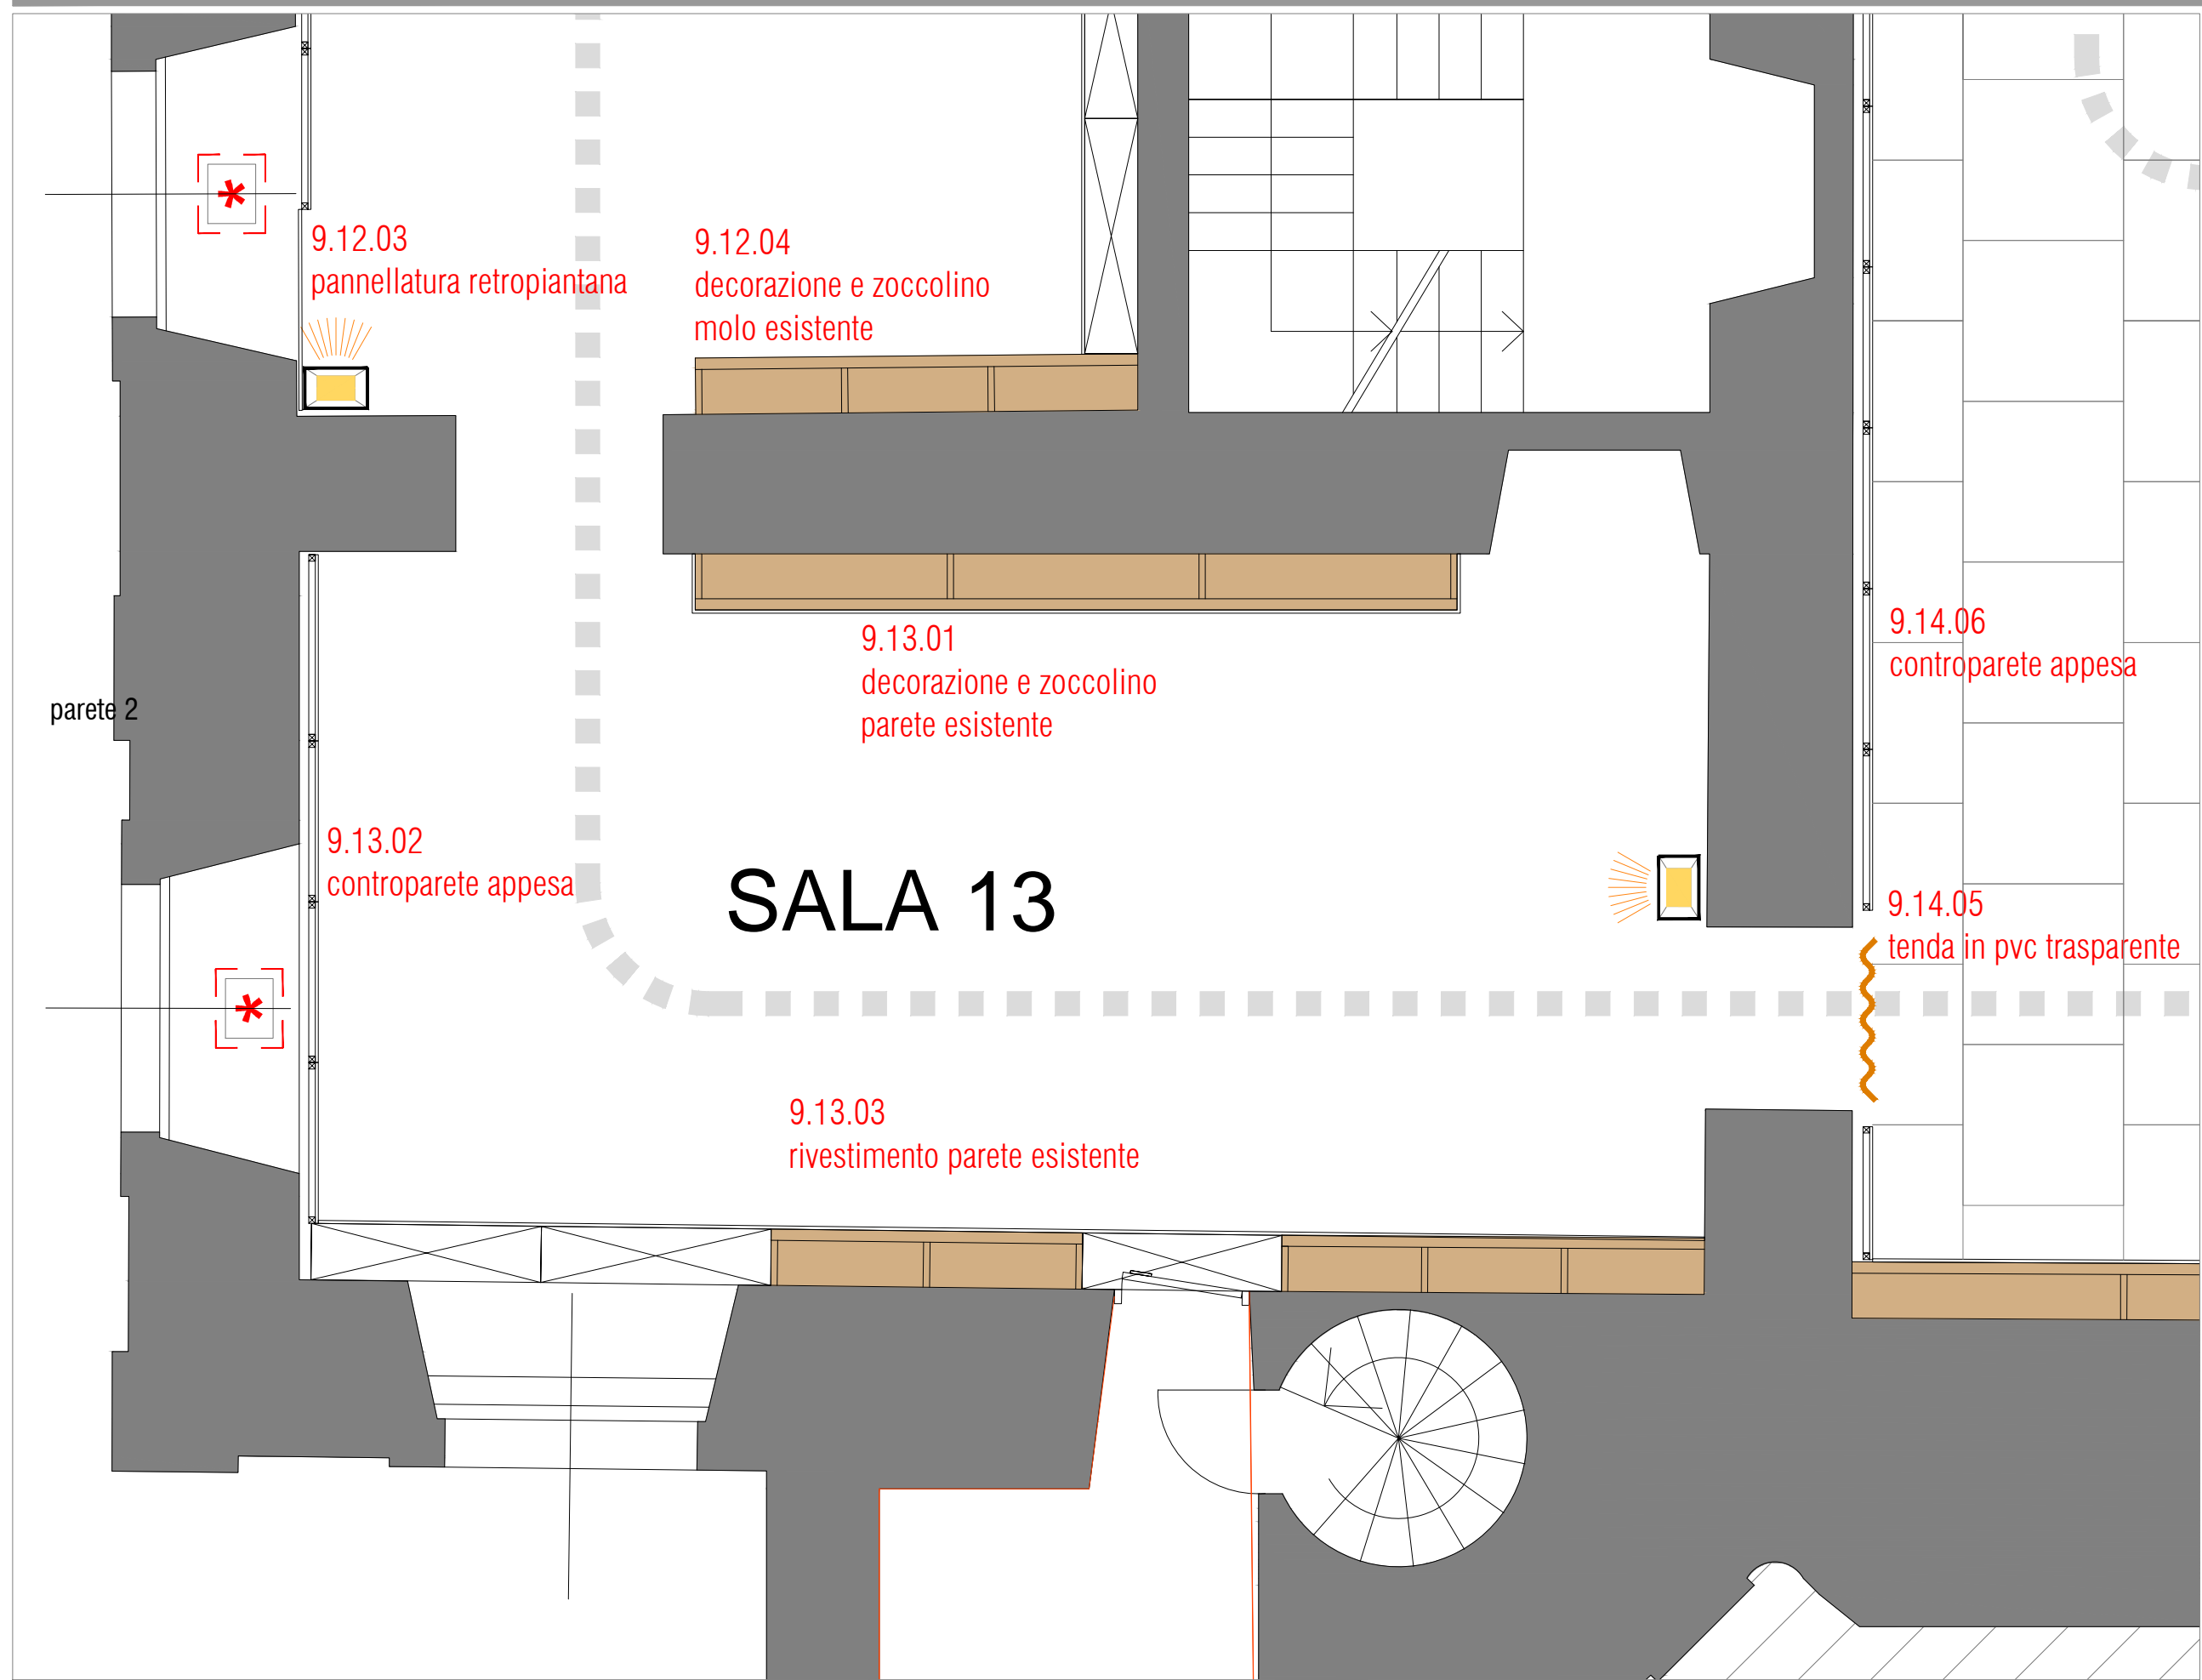 9.12.03
pannellatura retropiantana
9.12.04
decorazione e zoccolino
molo esistente
9.13.01
decorazione e zoccolino
parete esistente
9.14.06
controparete appesa
parete 2
9.13.02
controparete appesa
SALA 13
9.14.05
tenda in pvc trasparente
9.13.03
rivestimento parete esistente